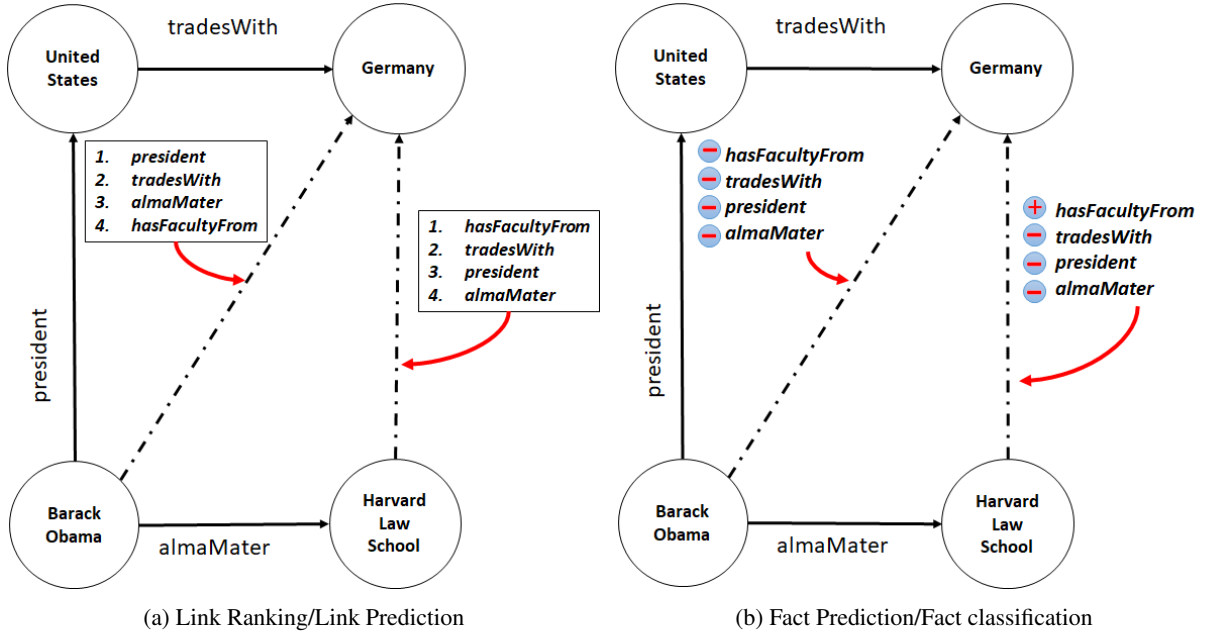 tradesWith
United
States
Germany
1. president
2. tradesWith
3. almaMater
4. hasFacultyFrom
1. hasFacultyFrom
2. tradesWith
3. president
4. almaMater
president
Barack
Obama
almaMater
Harvard
Law
School
(a) Link Ranking/Link Prediction
tradesWith
United
States
Germany
− hasFacultyFrom
− tradesWith
− president
− almaMater
+ hasFacultyFrom
− tradesWith
− president
− almaMater
president
Barack
Obama
almaMater
Harvard
Law
School
(b) Fact Prediction/Fact classification